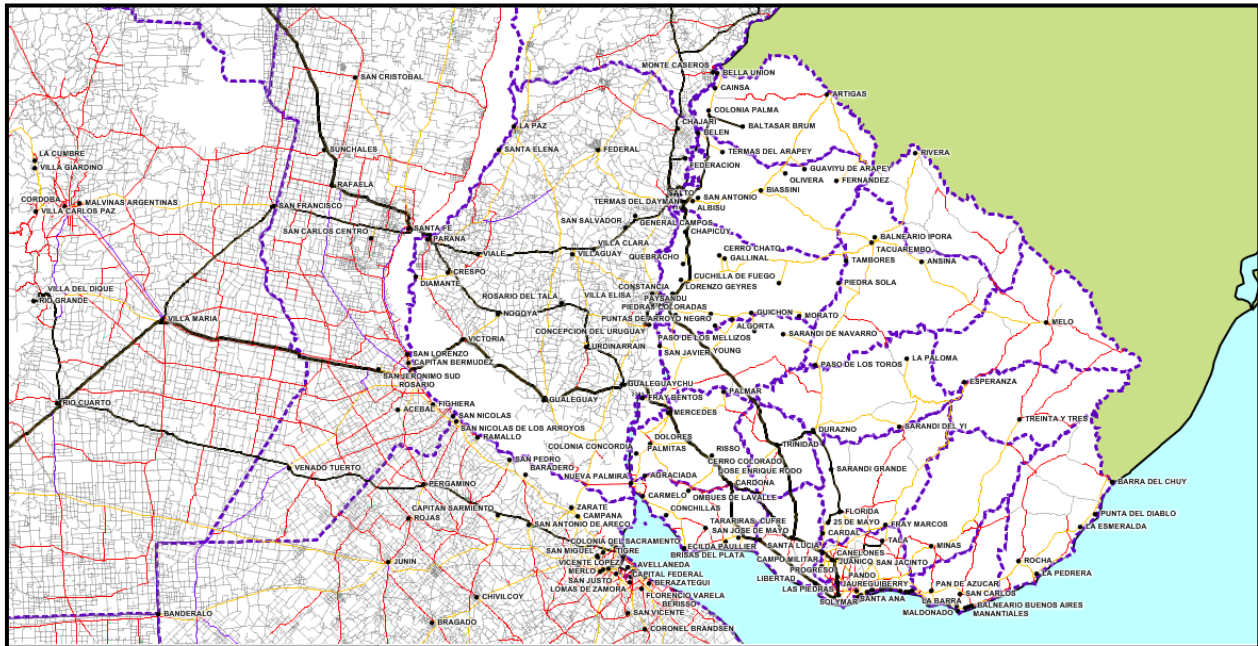 MONTE CASEROS
BELLA UNION
SAN CRISTOBAL
CAINSA
ARTIGAS
COLONIA PALMA
LA PAZ
CHAJARI
BALTASAR BRUM
BELEN
LA CUMBRE
SUNCHALES
SANTA ELENA
FEDERAL
TERMAS DEL ARAPEY
RIVERA
VILLA GIARDINO
FEDERACION
GUAVIYU DE ARAPEY
OLIVERA
FERNANDEZ
RAFAELA
SALTO
BIASSINI
CORDOBA
MALVINAS ARGENTINAS
SAN FRANCISCO
TERMAS DEL DAYMAN
SAN ANTONIO
VILLA CARLOS PAZ
ALBISU
SAN SALVADOR
GENERAL CAMPOS
SAN CARLOS CENTRO
SANTA FE
CHAPICUY
PARANA
VILLA CLARA
BALNEARIO IPORA
TACUAREMBO
VIALE
VILLAGUAY
QUEBRACHO
CERRO CHATO
GALLINAL
TAMBORES
ANSINA
CRESPO
CUCHILLA DE FUEGO
DIAMANTE
LORENZO GEYRES
PIEDRA SOLA
VILLA DEL DIQUE
CONSTANCIA
RIO GRANDE
ROSARIO DEL TALA
VILLA ELISA
PAYSANDU
PIEDRAS COLORADAS
NOGOYA
GUICHON
MORATO
VILLA MARIA
PUNTAS DE ARROYO NEGRO
MELO
CONCEPCION DEL URUGUAY
ALGORTA
SARANDI DE NAVARRO
VICTORIA
PASO DE LOS MELLIZOS
URDINARRAIN
SAN JAVIER
YOUNG
SAN LORENZO
LA PALOMA
CAPITAN BERMUDEZ
PASO DE LOS TOROS
SAN JERONIMO SUD
ROSARIO
GUALEGUAYCHU
ESPERANZA
FRAY BENTOS
PALMAR
GUALEGUAY
RIO CUARTO
FIGHIERA
ACEBAL
MERCEDES
SAN NICOLAS
TREINTA Y TRES
SAN NICOLAS DE LOS ARROYOS
DURAZNO
SARANDI DEL YI
RAMALLO
DOLORES
COLONIA CONCORDIA
PALMITAS
RISSO
TRINIDAD
SAN PEDRO
CERRO COLORADO
VENADO TUERTO
BARADERO
NUEVA PALMIRA
AGRACIADA
JOSE ENRIQUE RODO
SARANDI GRANDE
PERGAMINO
CARDONA
BARRA DEL CHUY
CARMELO
OMBUES DE LAVALLE
ZARATE
CONCHILLAS
CAPITAN SARMIENTO
CAMPANA
FLORIDA
PUNTA DEL DIABLO
ROJAS
SAN ANTONIO DE ARECO
TARARIRAS
CUFRE
25 DE MAYO
FRAY MARCOS
LA ESMERALDA
SAN JOSE DE MAYO
CARDAL
COLONIA DEL SACRAMENTO
ECILDA PAULLIER
SANTA LUCIA
TALA
MINAS
SAN MIGUEL
TIGRE
BRISAS DEL PLATA
CANELONES
JUNIN
VICENTE LOPEZ
AVELLANEDA
CAMPO MILITAR
JUANICO
SAN JACINTO
ROCHA
MERLO
CAPITAL FEDERAL
PROGRESO
PANDO
LA PEDRERA
SAN JUSTO
BERAZATEGUI
LIBERTAD
JAUREGUIBERRY
PAN DE AZUCAR
LOMAS DE ZAMORA
FLORENCIO VARELA
LAS PIEDRAS
SAN CARLOS
CHIVILCOY
BERISSO
SOLYMAR
SANTA ANA
LA BARRA
BALNEARIO BUENOS AIRES
BANDERALO
SAN VICENTE
MALDONADO
MANANTIALES
BRAGADO
CORONEL BRANDSEN